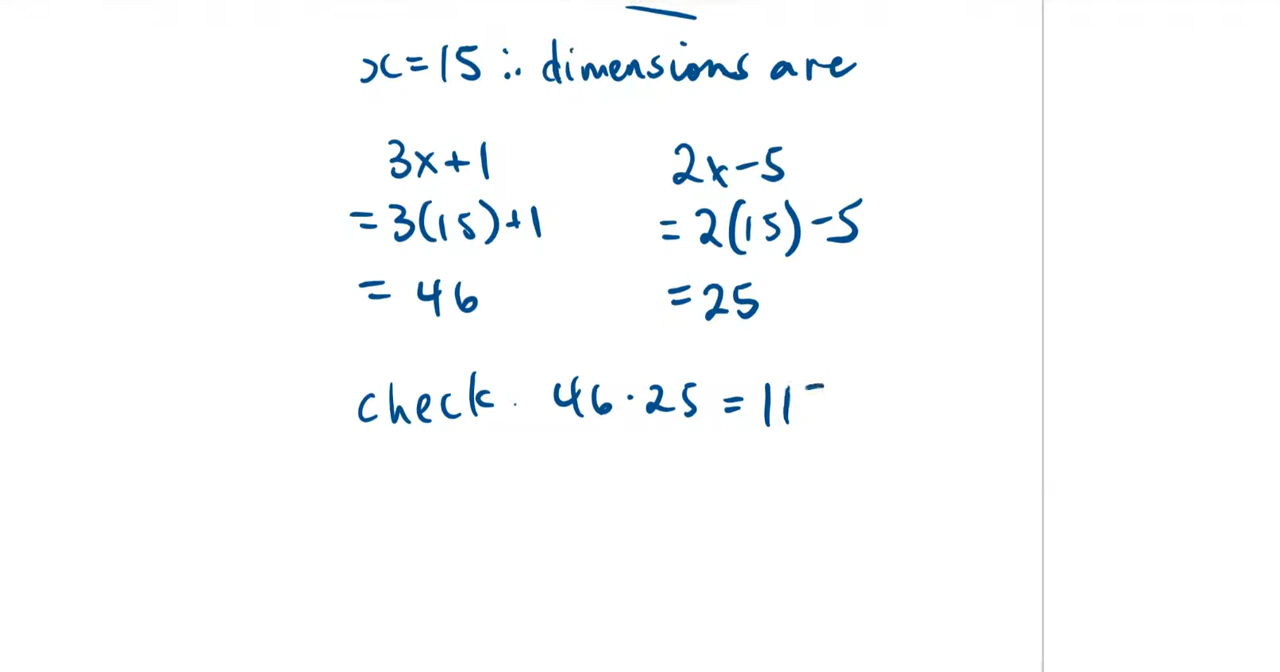 x=15 ∴ dimensions are
3x+1 2x-5
=3(15)+1 =2(15)-5
= 46 =25
check. 46·25 = 11